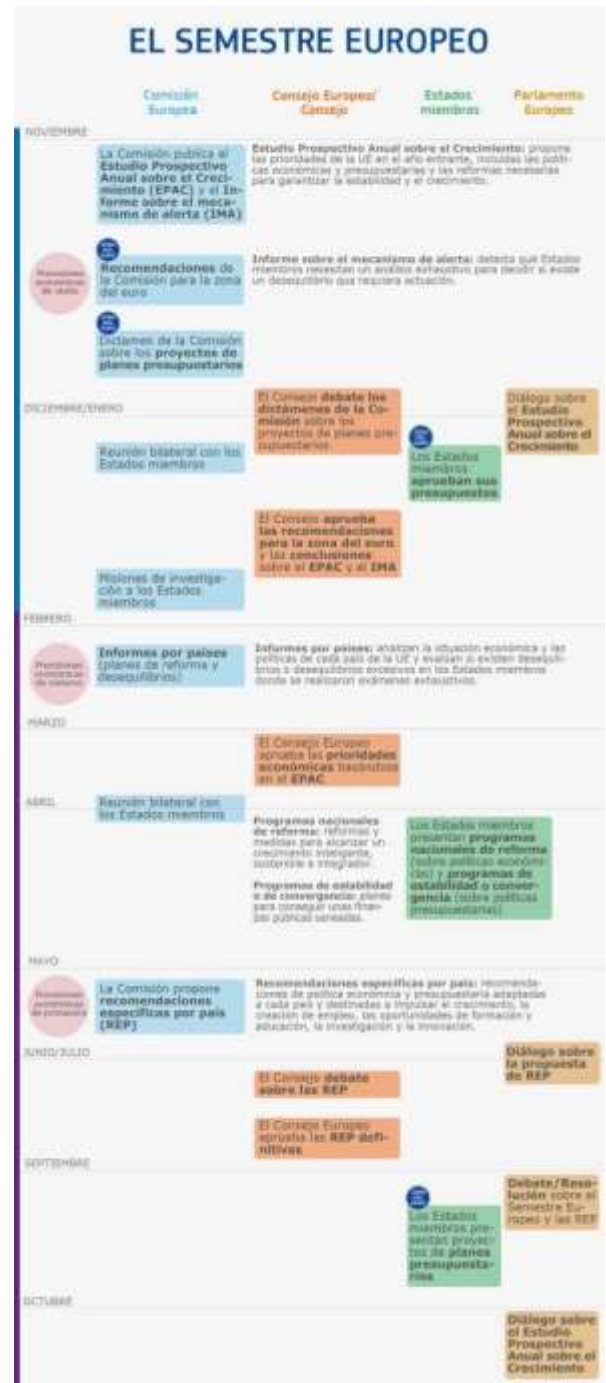 EL SEMESTRE EUROPEO
Comisión
Europea
Consejo Europeo/
Consejo
Estados
miembros
Parlamento
Europeo
NOVIEMBRE
La Comisión publica el
Estudio Prospectivo
Anual sobre el Creci-
miento (EPAC) y el In-
forme sobre el meca-
nismo de alerta (IMA)
Estudio Prospectivo Anual sobre el Crecimiento: propone
las prioridades de la UE en el año entrante, incluidas las políti-
cas económicas y presupuestarias y las reformas necesarias
para garantizar la estabilidad y el crecimiento.
Previsiones
económicas
de otoño
Recomendaciones de
la Comisión para la zona
del euro
Informe sobre el mecanismo de alerta: detecta qué Estados
miembros necesitan un análisis exhaustivo para decidir si existe
un desequilibrio que requiera actuación.
Dictamen de la Comisión
sobre los proyectos de
planes presupuestarios
DICIEMBRE/ENERO
El Consejo debate los
dictámenes de la Co-
misión sobre los
proyectos de planes pre-
supuestarios
Diálogo sobre
el Estudio
Prospectivo
Anual sobre el
Crecimiento
Reunión bilateral con los
Estados miembros
Los Estados
miembros
aprueban sus
presupuestos
El Consejo aprueba
las recomendaciones
para la zona del euro
y las conclusiones
sobre el EPAC y el IMA
Misiones de investiga-
ción a los Estados
miembros
FEBRERO
Previsiones
económicas
de invierno
Informes por países
(planes de reforma y
desequilibrios)
Informes por países: analizan la situación económica y las
políticas de cada país de la UE y evalúan si existen desequili-
brios o desequilibrios excesivos en los Estados miembros
donde se realizaron exámenes exhaustivos.
MARZO
El Consejo Europeo
aprueba las prioridades
económicas basándose
en el EPAC
ABRIL
Reunión bilateral con
los Estados miembros
Programas nacionales
de reforma: reformas y
medidas para alcanzar un
crecimiento inteligente,
sostenible e integrador.
Programas de estabilidad
o de convergencia: planes
para conseguir unas finan-
zas públicas saneadas.
Los Estados miembros
presentan programas
nacionales de reforma
(sobre políticas económi-
cas) y programas de
estabilidad o conver-
gencia (sobre políticas
presupuestarias)
MAYO
Previsiones
económicas
de primavera
La Comisión propone
recomendaciones
específicas por país
(REP)
Recomendaciones específicas por país: recomenda-
ciones de política económica y presupuestaria adaptadas
a cada país y destinadas a impulsar el crecimiento, la
creación de empleo, las oportunidades de formación y
educación, la investigación y la innovación.
JUNIO/JULIO
Diálogo sobre
la propuesta
de REP
El Consejo debate
sobre las REP
El Consejo Europeo
aprueba las REP defi-
nitivas
SEPTIEMBRE
Debate/Reso-
lución sobre el
Semestre Eu-
ropeo y las REP
Los Estados
miembros pre-
sentan proyec-
tos de planes
presupuesta-
rios
OCTUBRE
Diálogo sobre
el Estudio
Prospectivo
Anual sobre el
Crecimiento